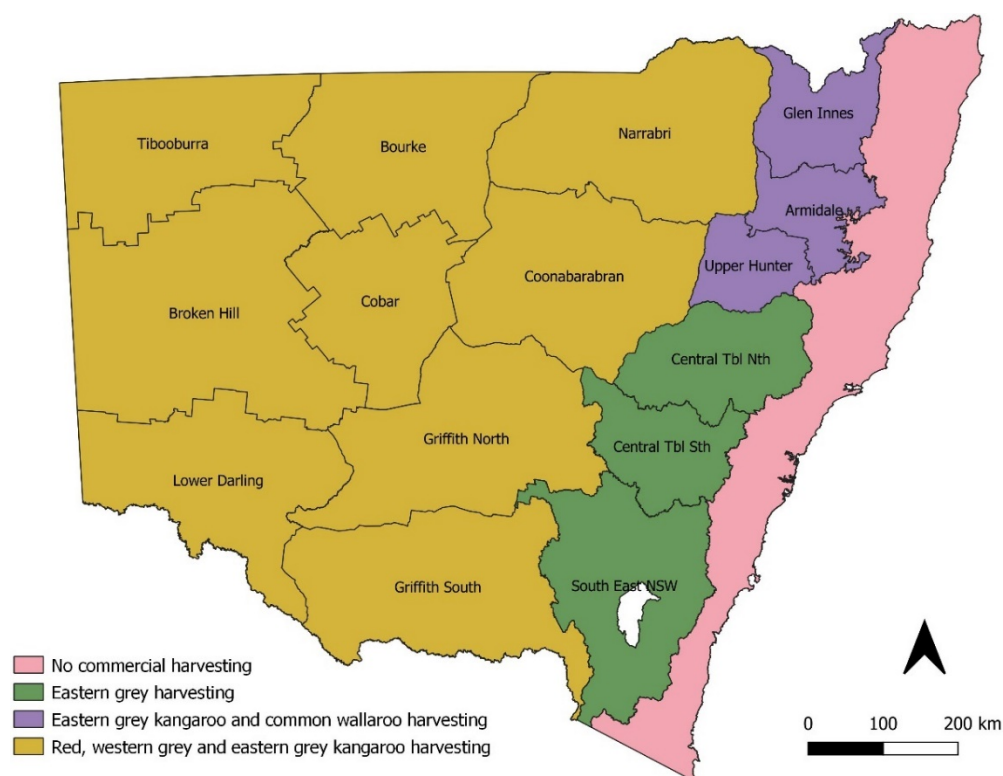 Glen Innes
Narrabri
Tibooburra
Bourke
Armidale
Upper Hunter
Coonabarabran
Cobar
Broken Hill
Central Tbl Nth
Griffith North
Central Tbl Sth
Lower Darling
South East NSW
Griffith South
No commercial harvesting
Eastern grey harvesting
Eastern grey kangaroo and common wallaroo harvesting
Red, western grey and eastern grey kangaroo harvesting
0 100 200 km